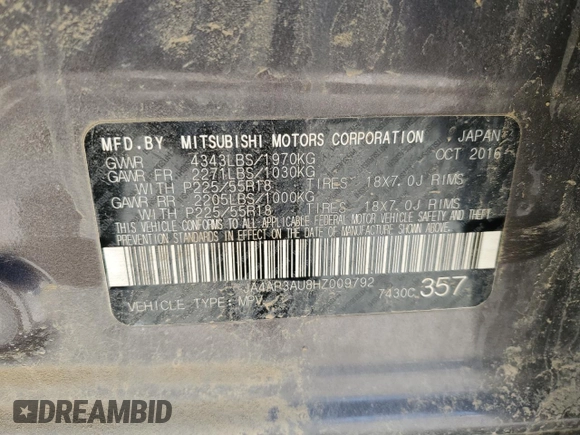 MFD.BY MITSUBISHI MOTORS CORPORATION JAPAN
GVWR 4343LBS/1970KG OCT 2016
GAWR FR 2271LBS/1030KG
WITH P225/55R18 TIRES 18X7.0J RIMS
GAWR RR 2205LBS/1000KG
WITH P225/55R18 TIRES 18X7.0J RIMS
THIS VEHICLE CONFORMS TO ALL APPLICABLE FEDERAL MOTOR VEHICLE SAFETY AND THEFT
PREVENTION STANDARDS IN EFFECT ON THE DATE OF MANUFACTURE SHOWN ABOVE.
JA4AR3AU8HZ009792
VEHICLE TYPE: MPV 7430C 357
DREAMBID